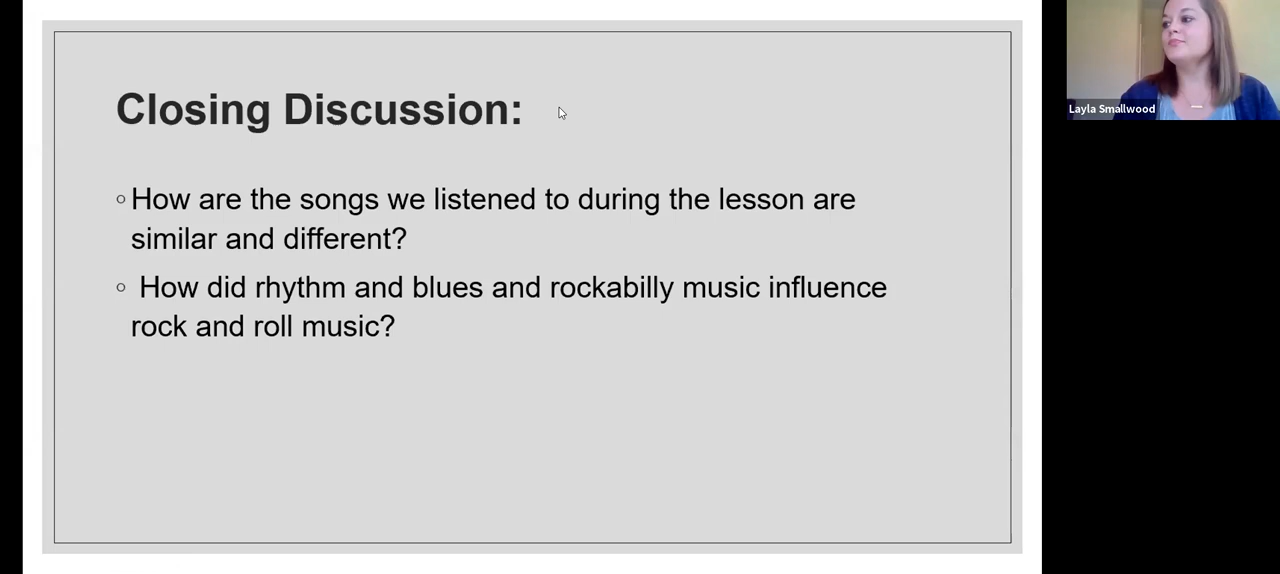 Closing Discussion:
◦How are the songs we listened to during the lesson are
similar and different?
◦ How did rhythm and blues and rockabilly music influence
rock and roll music?
Layla Smallwood